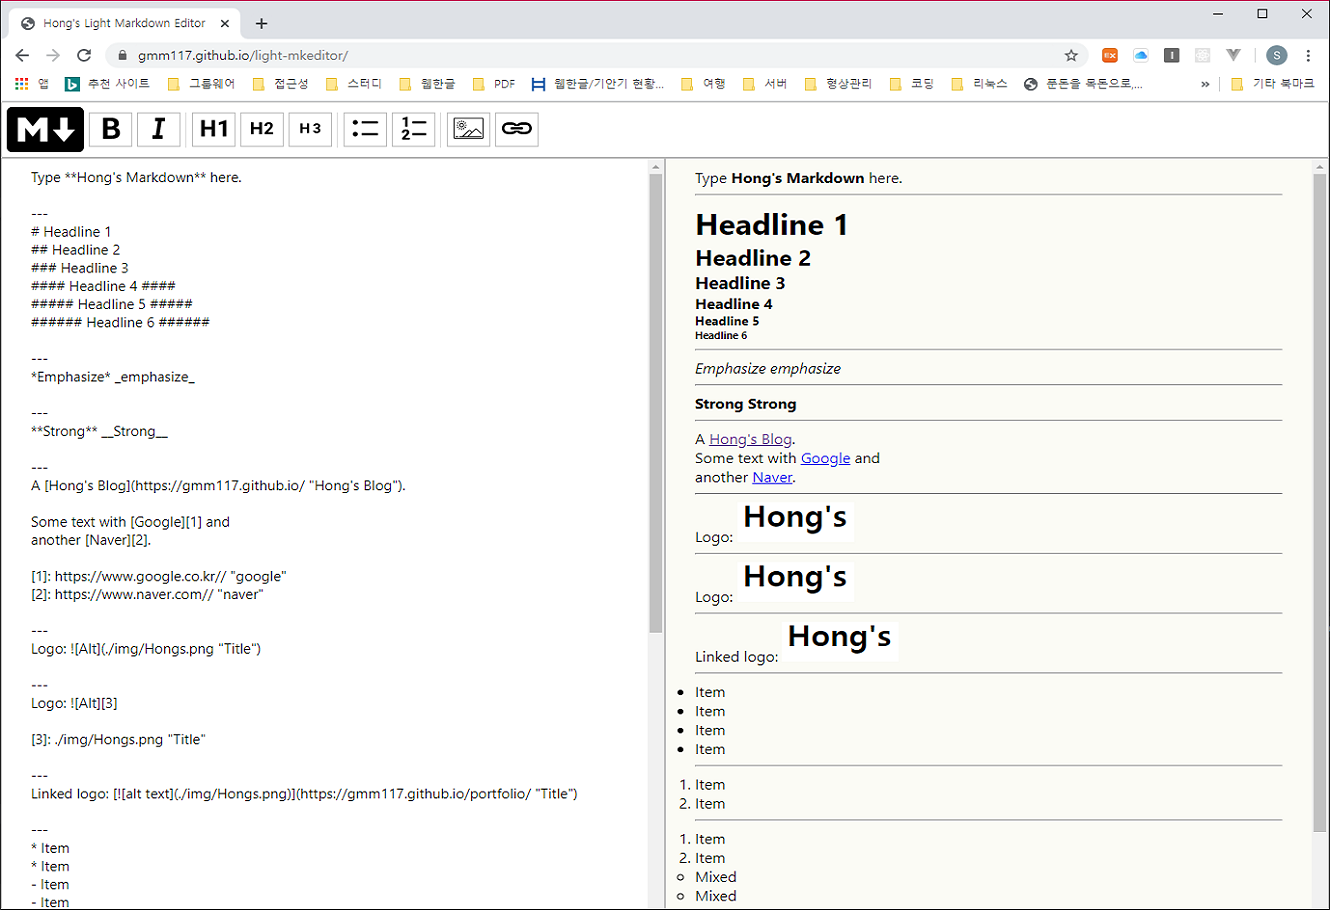 Hong's Light Markdown Editor
gmm117.github.io/light-mkeditor/
앱 추천 사이트 그룹웨어 접근성 스터디 웹한글 PDF 웹한글/기안기 현황... 여행 서버 형상관리 코딩 리눅스 푼돈을 목돈으로,... » 기타 북마크
M B I H1 H2 H3
Type **Hong's Markdown** here.
---
# Headline 1
## Headline 2
### Headline 3
#### Headline 4 ####
##### Headline 5 #####
###### Headline 6 ######
---
*Emphasize* _emphasize_
---
**Strong** __Strong__
---
A [Hong's Blog](https://gmm117.github.io/ "Hong's Blog").
Some text with [Google][1] and
another [Naver][2].
[1]: https://www.google.co.kr// "google"
[2]: https://www.naver.com// "naver"
---
Logo: ![Alt](./img/Hongs.png "Title")
---
Logo: ![Alt][3]
[3]: ./img/Hongs.png "Title"
---
Linked logo: [![alt text](./img/Hongs.png)](https://gmm117.github.io/portfolio/ "Title")
---
* Item
* Item
- Item
- Item
Type Hong's Markdown here.
Headline 1
Headline 2
Headline 3
Headline 4
Headline 5
Headline 6
Emphasize emphasize
Strong Strong
A Hong's Blog.
Some text with Google and
another Naver.
Logo: Hong's
Logo: Hong's
Linked logo: Hong's
• Item
• Item
• Item
• Item
1. Item
2. Item
1. Item
2. Item
○ Mixed
○ Mixed